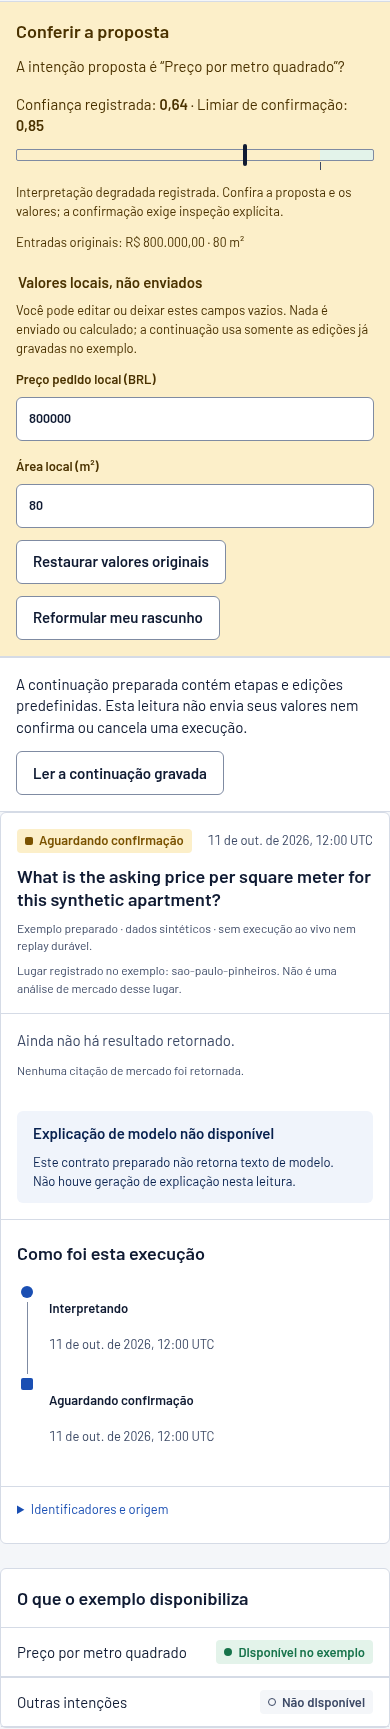 Conferir a proposta
A intenção proposta é “Preço por metro quadrado”?
Confiança registrada: 0,64 · Limiar de confirmação:
0,85
Interpretação degradada registrada. Confira a proposta e os
valores; a confirmação exige inspeção explícita.
Entradas originais: R$ 800.000,00 · 80 m²
Valores locais, não enviados
Você pode editar ou deixar estes campos vazios. Nada é
enviado ou calculado; a continuação usa somente as edições já
gravadas no exemplo.
Preço pedido local (BRL)
800000
Área local (m²)
80
Restaurar valores originais
Reformular meu rascunho
A continuação preparada contém etapas e edições
predefinidas. Esta leitura não envia seus valores nem
confirma ou cancela uma execução.
Ler a continuação gravada
Aguardando confirmação 11 de out. de 2026, 12:00 UTC
What is the asking price per square meter for
this synthetic apartment?
Exemplo preparado · dados sintéticos · sem execução ao vivo nem
replay durável.
Lugar registrado no exemplo: sao-paulo-pinheiros. Não é uma
análise de mercado desse lugar.
Ainda não há resultado retornado.
Nenhuma citação de mercado foi retornada.
Explicação de modelo não disponível
Este contrato preparado não retorna texto de modelo.
Não houve geração de explicação nesta leitura.
Como foi esta execução
Interpretando
11 de out. de 2026, 12:00 UTC
Aguardando confirmação
11 de out. de 2026, 12:00 UTC
Identificadores e origem
O que o exemplo disponibiliza
Preço por metro quadrado Disponível no exemplo
Outras intenções Não disponível